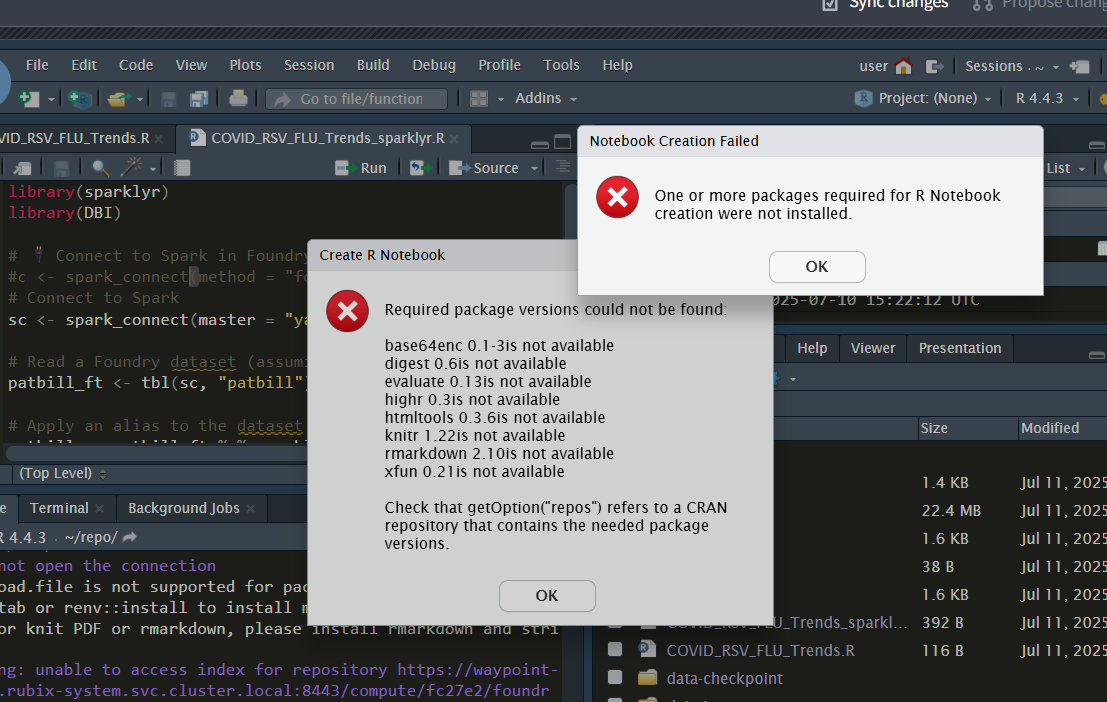 Sync changes
Propose chang
File Edit Code View Plots Session Build Debug Profile Tools Help
user Sessions ~
Go to file/function
Addins
Project: (None)
R 4.4.3
VID_RSV_FLU_Trends.R
COVID_RSV_FLU_Trends_sparklyr.R
Run
Source
List
library(sparklyr)
library(DBI)
# Connect to Spark in Foundry
#c <- spark_connect(method = "fo
# Connect to Spark
sc <- spark_connect(master = "ya
# Read a Foundry dataset (assumi
patbill_ft <- tbl(sc, "patbill")
# Apply an alias to the dataset
(Top Level)
Notebook Creation Failed
One or more packages required for R Notebook
creation were not installed.
OK
025-07-10 15:22:12 UTC
Create R Notebook
Required package versions could not be found:
base64enc 0.1-3is not available
digest 0.6is not available
evaluate 0.13is not available
highr 0.3is not available
htmltools 0.3.6is not available
knitr 1.22is not available
rmarkdown 2.10is not available
xfun 0.21is not available
Check that getOption("repos") refers to a CRAN
repository that contains the needed package
versions.
OK
Help Viewer Presentation
Size Modified
1.4 KB Jul 11, 2025
22.4 MB Jul 11, 2025
1.6 KB Jul 11, 2025
38 B Jul 11, 2025
1.6 KB Jul 11, 2025
COVID_RSV_FLU_Trends_sparkl... 392 B Jul 11, 2025
COVID_RSV_FLU_Trends.R 116 B Jul 11, 2025
data-checkpoint
e Terminal Background Jobs
R 4.4.3 · ~/repo/
not open the connection
oad.file is not supported for pac
tab or renv::install to install m
or knit PDF or rmarkdown, please install rmarkdown and stri
ng: unable to access index for repository https://waypoint-
.rubix-system.svc.cluster.local:8443/compute/fc27e2/foundr